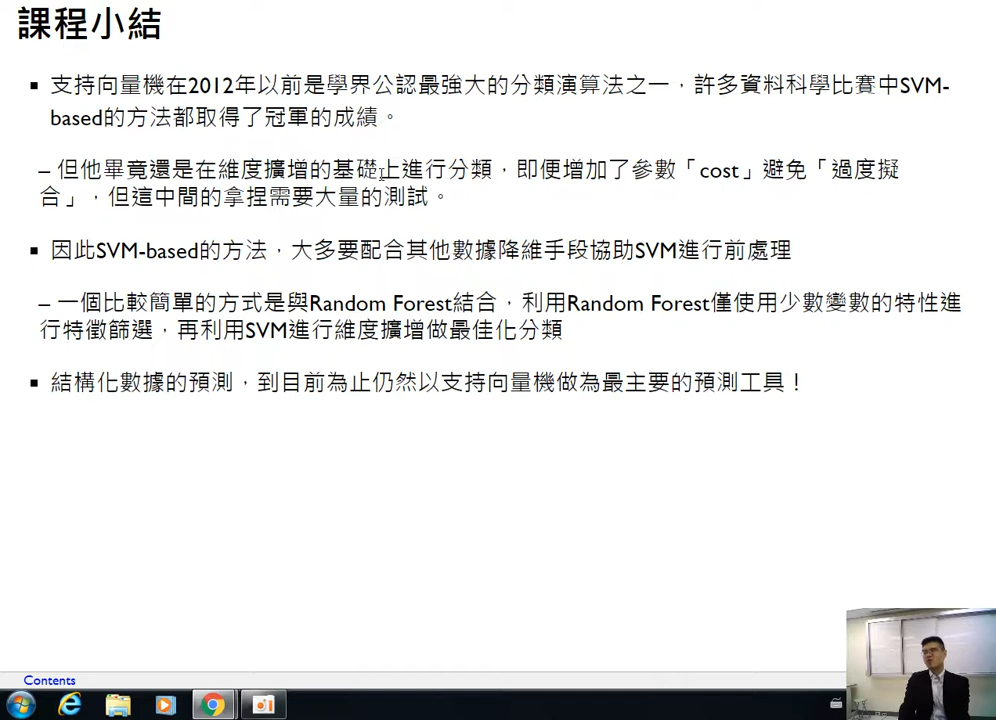 課程小結
▪ 支持向量機在2012年以前是學界公認最強大的分類演算法之一，許多資料科學比賽中SVM-
based的方法都取得了冠軍的成績。
– 但他畢竟還是在維度擴增的基礎上進行分類，即便增加了參數「cost」避免「過度擬
合」，但這中間的拿捏需要大量的測試。
▪ 因此SVM-based的方法，大多要配合其他數據降維手段協助SVM進行前處理
– 一個比較簡單的方式是與Random Forest結合，利用Random Forest僅使用少數變數的特性進
行特徵篩選，再利用SVM進行維度擴增做最佳化分類
▪ 結構化數據的預測，到目前為止仍然以支持向量機做為最主要的預測工具！
Contents